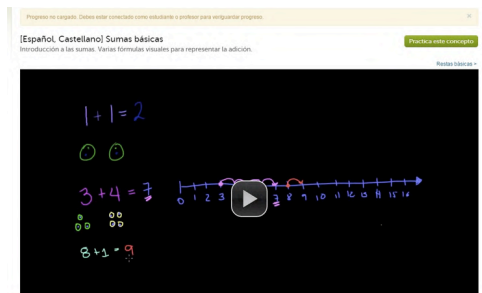 Progreso no cargado. Debes estar conectado como estudiante o profesor para verguardar progreso.
[Español, Castellano] Sumas básicas
Introducción a las sumas. Varias fórmulas visuales para representar la adición.
Practica este concepto
Restas básicas
1 + 1 = 2
3 + 4 = 7
0 1 2 3 7 8 9 10 11 12 13 14 15 16
8 + 1 = 9